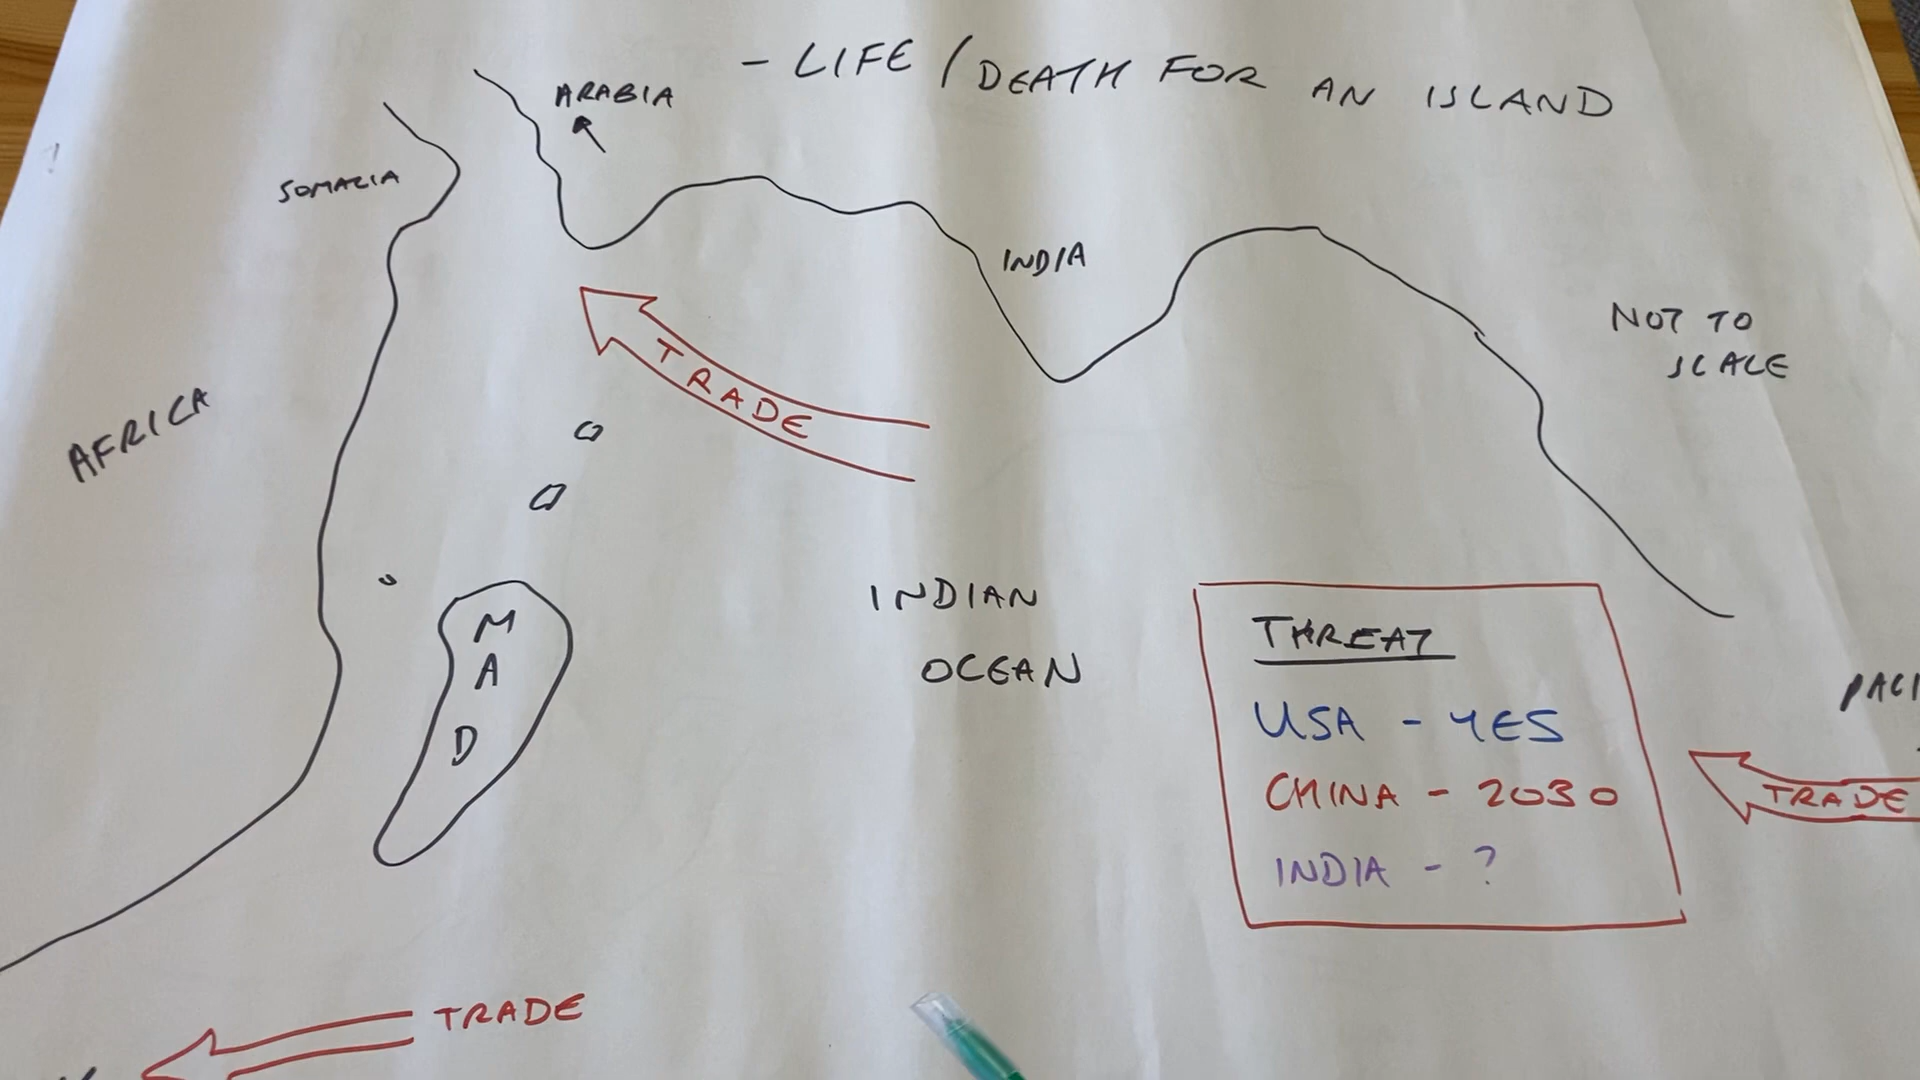 - LIFE / DEATH FOR AN ISLAND
ARABIA
SOMALIA
INDIA
NOT TO
SCALE
TRADE
AFRICA
INDIAN
OCEAN
M
A
D
THREAT
USA - YES
CHINA - 2030
INDIA - ?
PACI
TRADE
TRADE